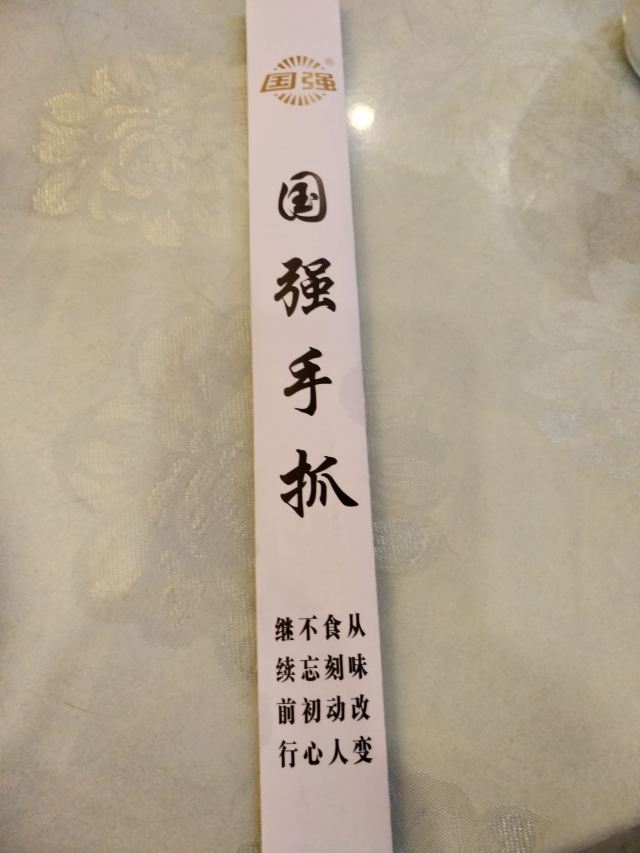 国强®
国强手抓
从味改变
食刻动人
不忘初心
继续前行